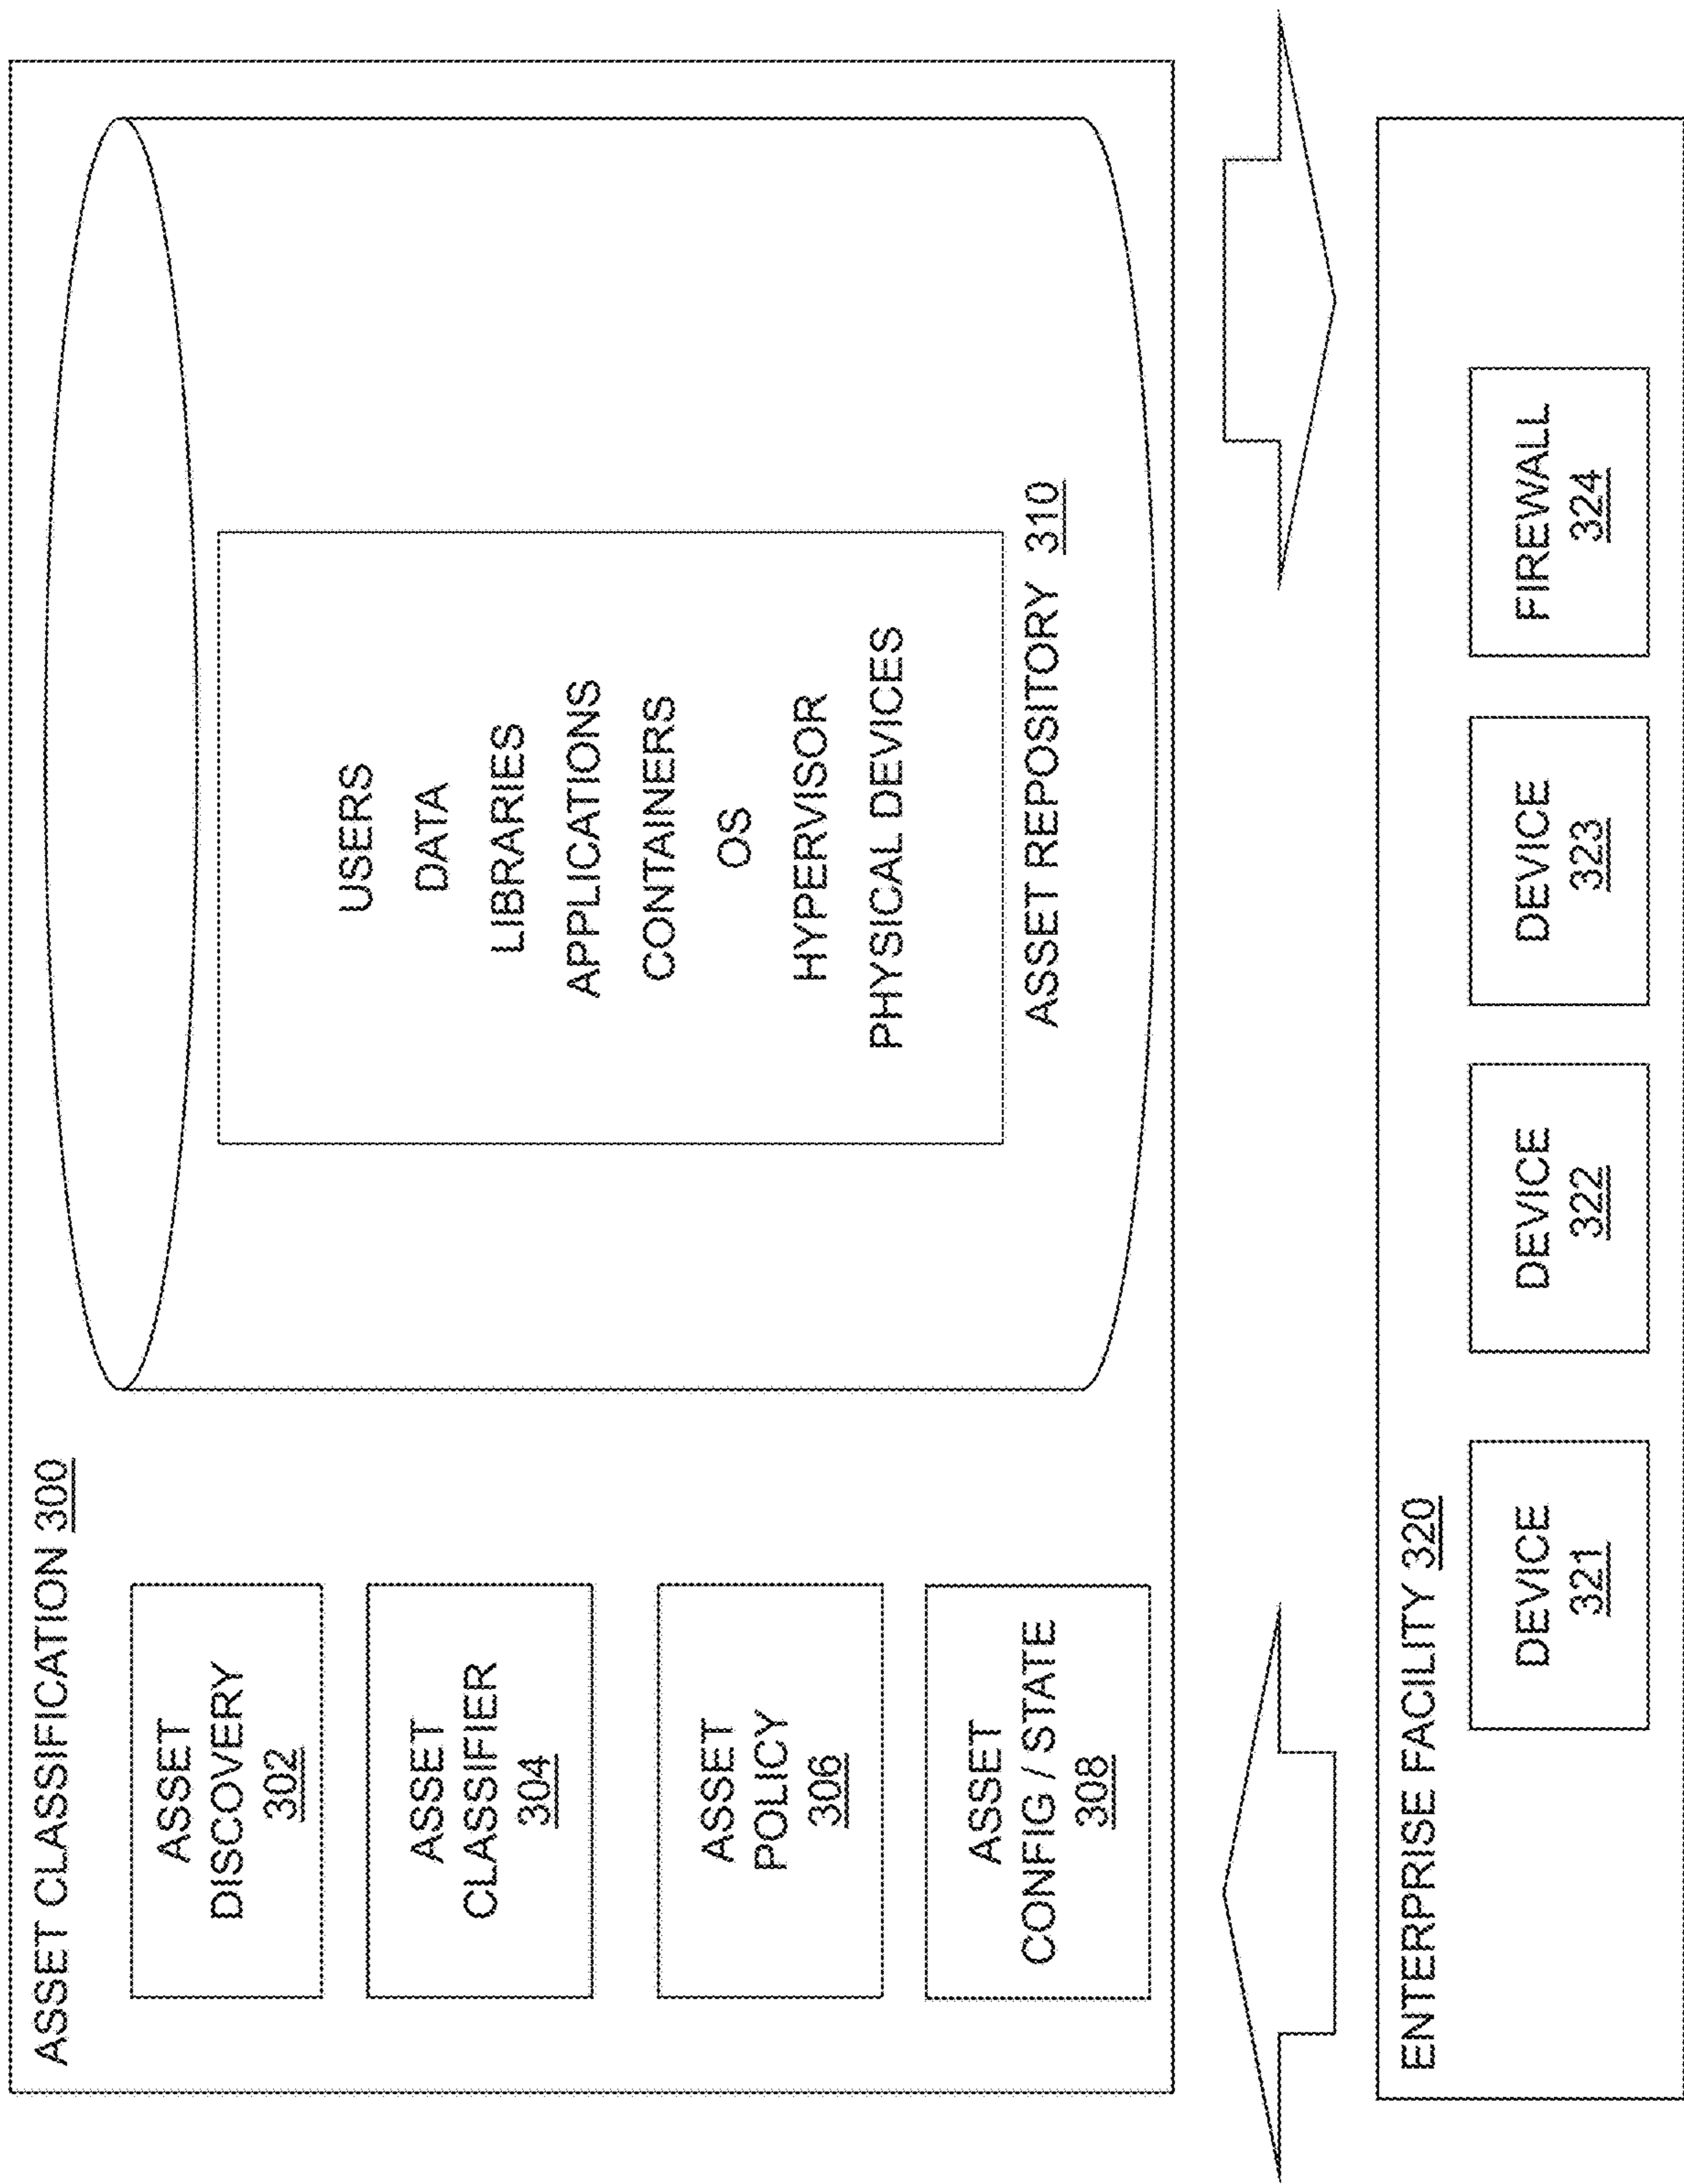 ASSET CLASSIFICATION 300
ASSET
DISCOVERY
302
ASSET
CLASSIFIER
304
ASSET
POLICY
306
ASSET
CONFIG / STATE
308
USERS
DATA
LIBRARIES
APPLICATIONS
CONTAINERS
OS
HYPERVISOR
PHYSICAL DEVICES
ASSET REPOSITORY 310
ENTERPRISE FACILITY 320
DEVICE
321
DEVICE
322
DEVICE
323
FIREWALL
324